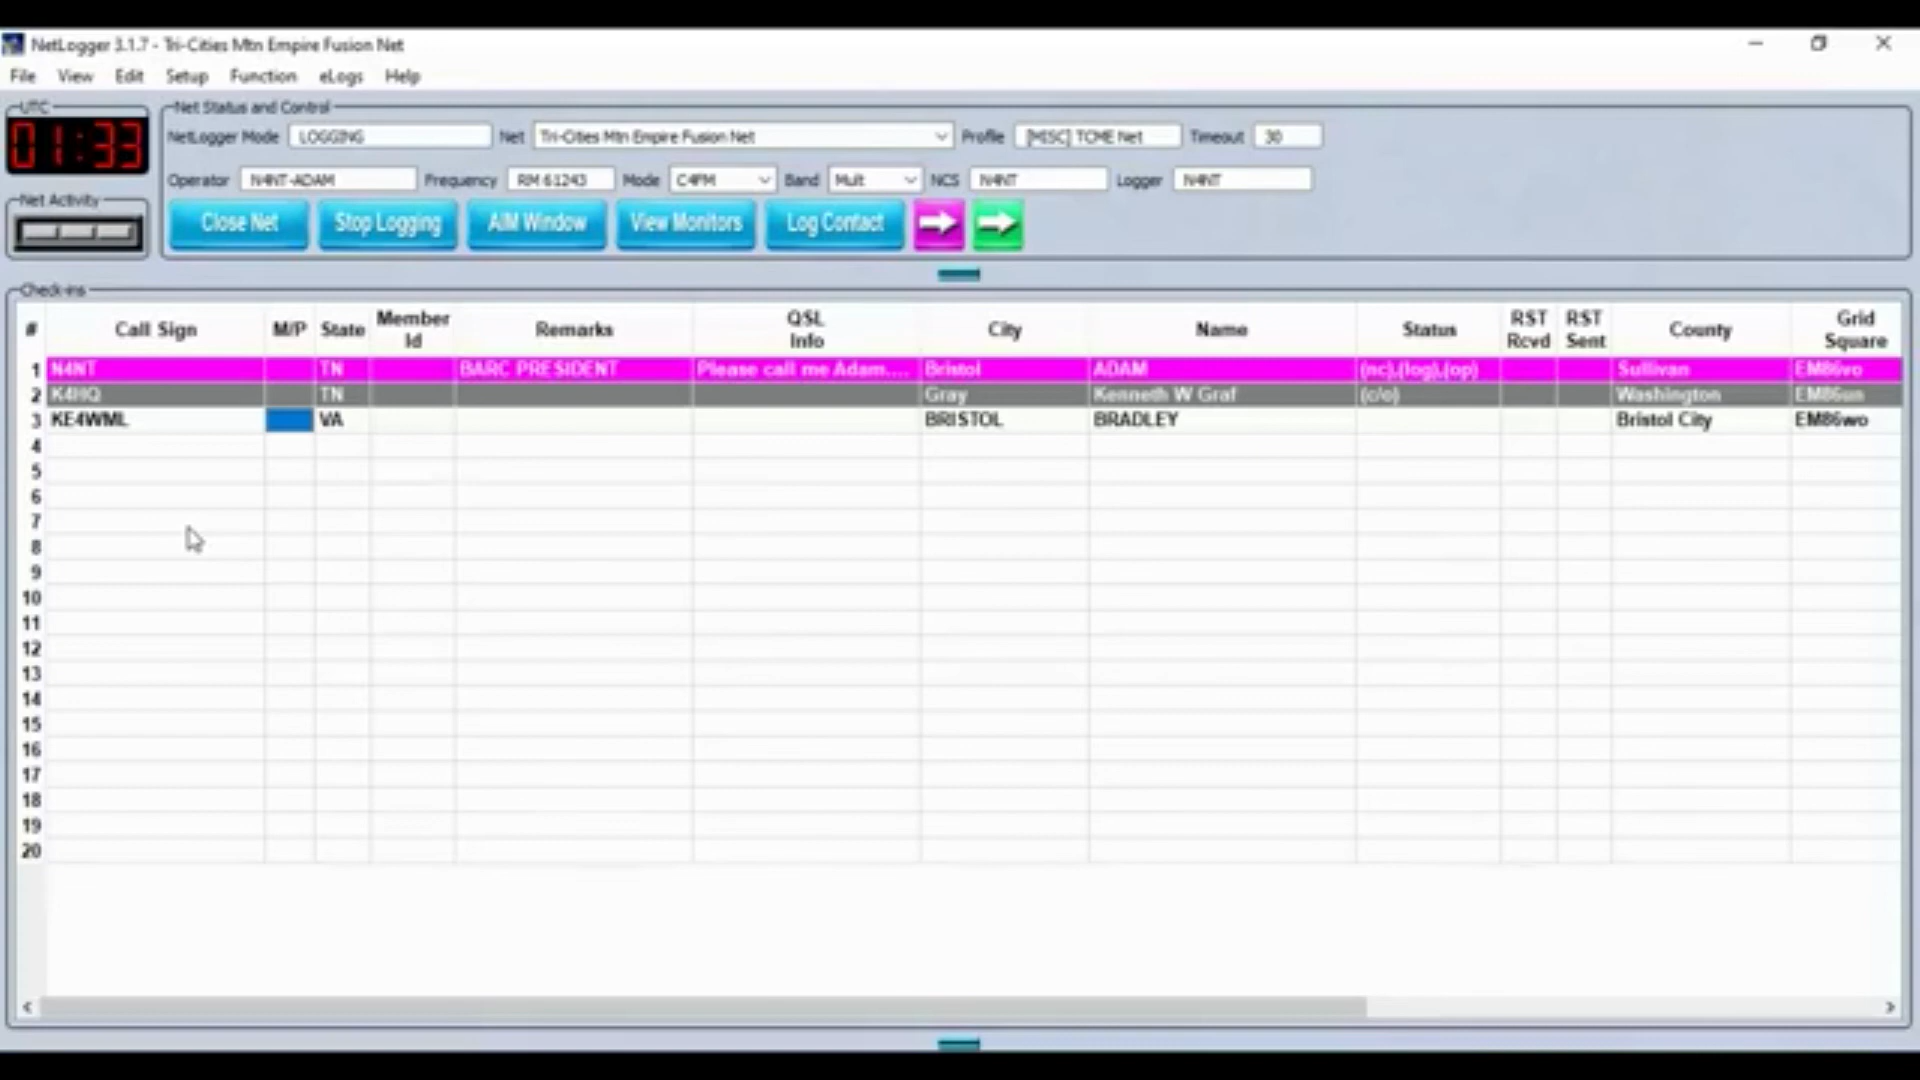 NetLogger 3.1.7 - Tri-Cities Mtn Empire Fusion Net
File View Edit Setup Function eLogs Help
UTC
01:33
Net Status and Control
NetLogger Mode LOGGING Net Tri-Cities Mtn Empire Fusion Net Profile [MISC] TCME Net Timeout 30
Operator N4NT-ADAM Frequency RM 61243 Mode C4FM Band Mult NCS N4NT Logger N4NT
Net Activity
Close Net Stop Logging AIM Window View Monitors Log Contact
Check-ins
# Call Sign M/P State Member Id Remarks QSL Info City Name Status RST Rcvd RST Sent County Grid Square
1 N4NT TN BARC PRESIDENT Please call me Adam.... Bristol ADAM (nc),(log),(op) Sullivan EM86vo
2 K4HQ TN Gray Kenneth W Graf (c/o) Washington EM86un
3 KE4WML VA BRISTOL BRADLEY Bristol City EM86wo
4
5
6
7
8
9
10
11
12
13
14
15
16
17
18
19
20